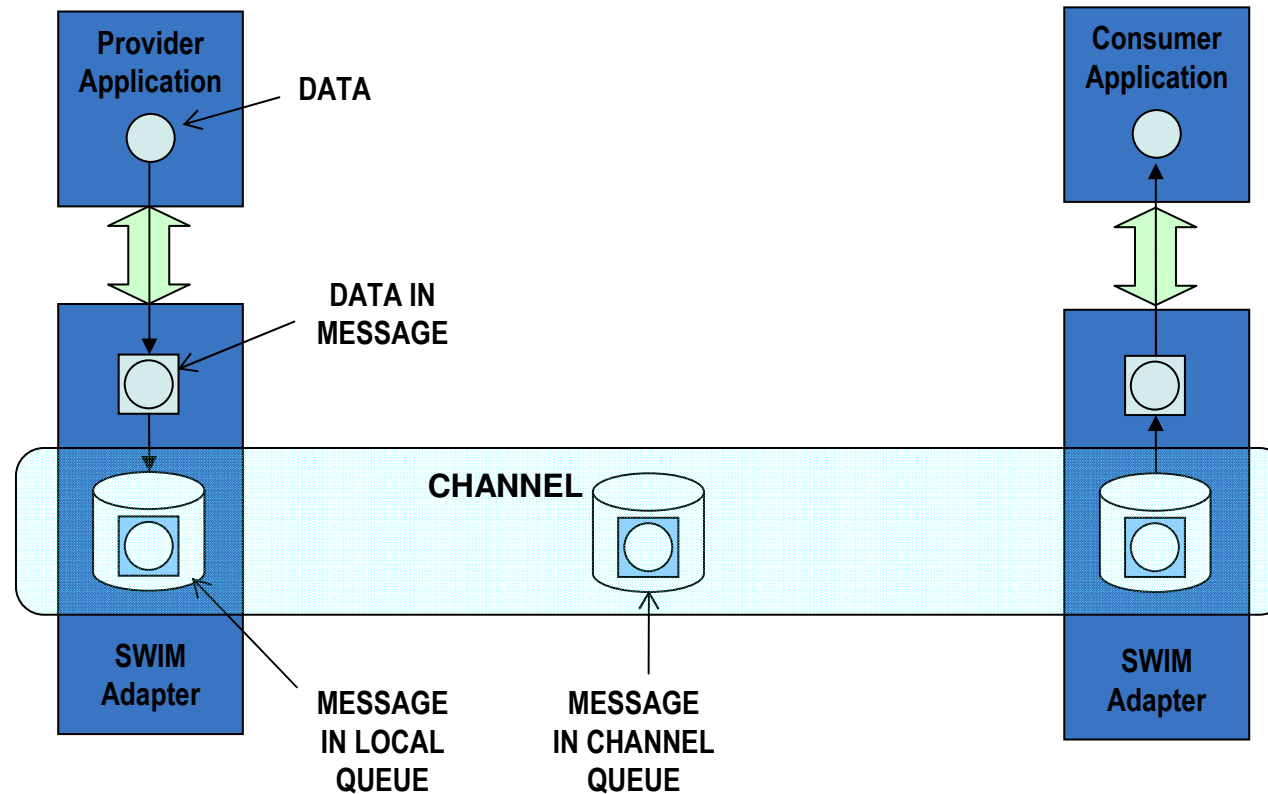 Provider
Application
DATA
Consumer
Application
DATA IN
MESSAGE
CHANNEL
SWIM
Adapter
MESSAGE
IN LOCAL
QUEUE
MESSAGE
IN CHANNEL
QUEUE
SWIM
Adapter